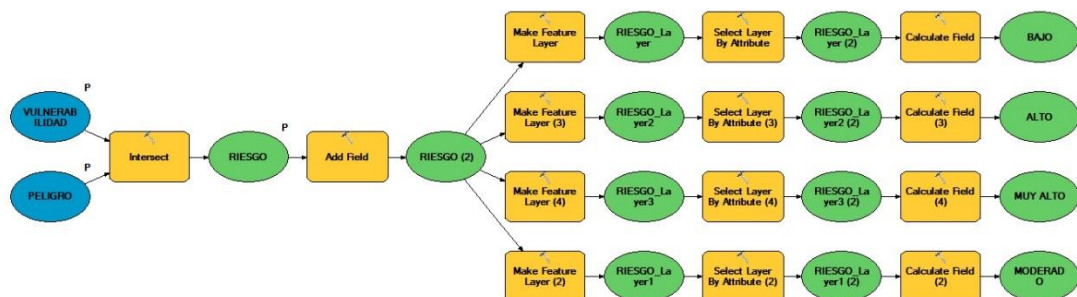 P
VULNERAB
ILIDAD
P
PELIGRO
Intersect
P
RIESGO
Add Field
RIESGO (2)
Make Feature
Layer
RIESGO_La
yer
Select Layer
By Attribute
RIESGO_La
yer (2)
Calculate Field
BAJO
Make Feature
Layer (3)
RIESGO_La
yer2
Select Layer
By Attribute (3)
RIESGO_La
yer2 (2)
Calculate Field
(3)
ALTO
Make Feature
Layer (4)
RIESGO_La
yer3
Select Layer
By Attribute (4)
RIESGO_La
yer3 (2)
Calculate Field
(4)
MUY ALTO
Make Feature
Layer (2)
RIESGO_La
yer1
Select Layer
By Attribute (2)
RIESGO_La
yer1 (2)
Calculate Field
(2)
MODERAD
O